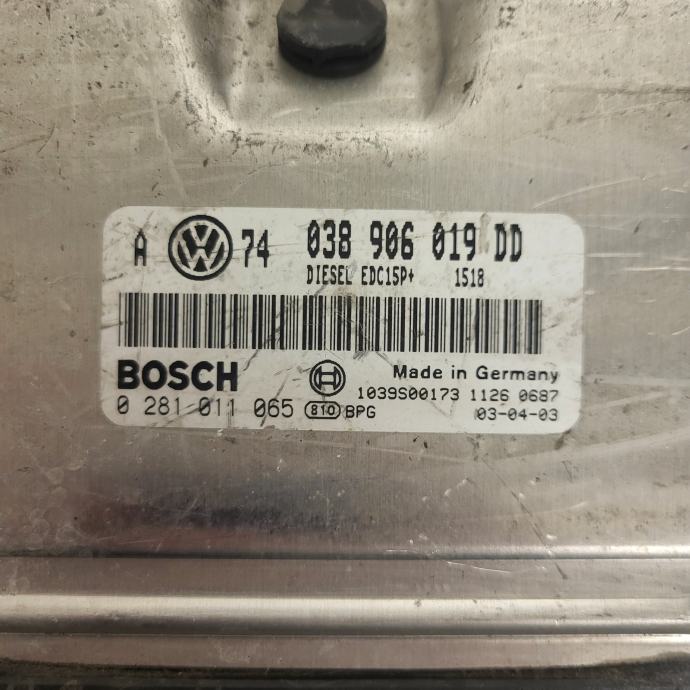 A VW 74 038 906 019 DD
DIESEL EDC15P+ 1518
BOSCH Made in Germany
1039S00173 1126 0687
0 281 011 065 810 BPG 03-04-03